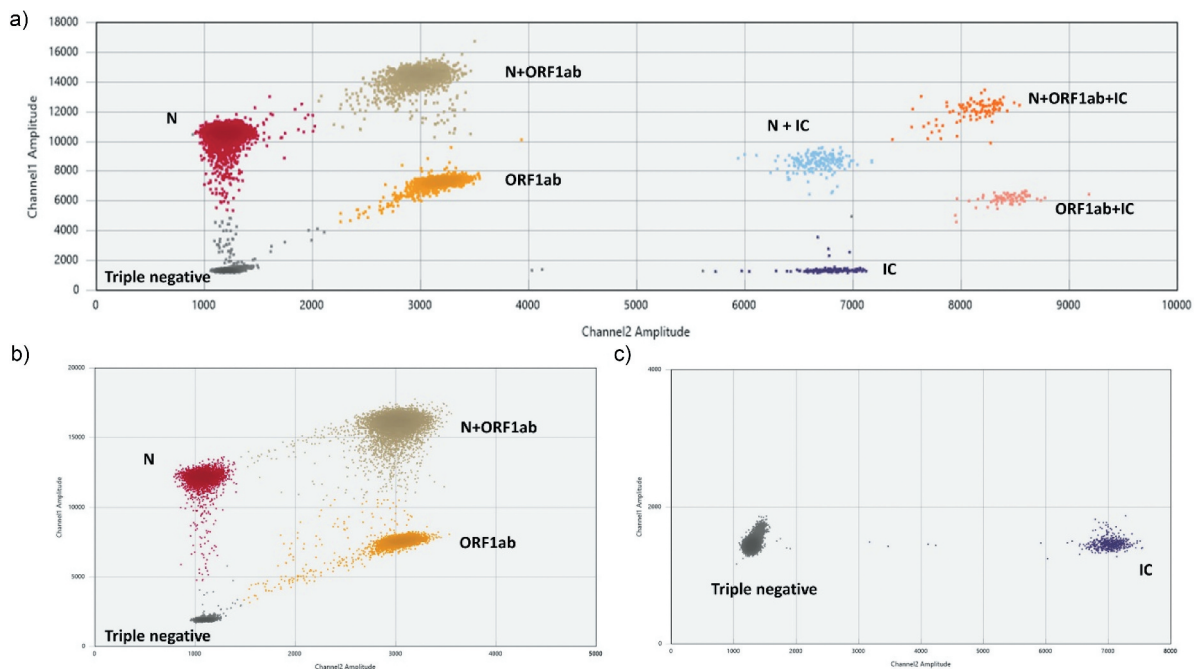 a)
18000
16000
14000
12000
10000
8000
6000
4000
2000
0
Channel1 Amplitude
N
N+ORF1ab
ORF1ab
Triple negative
N + IC
N+ORF1ab+IC
ORF1ab+IC
IC
0 1000 2000 3000 4000 5000 6000 7000 8000 9000 10000
Channel2 Amplitude
b)
20000
15000
10000
5000
0
Channel1 Amplitude
N
N+ORF1ab
ORF1ab
Triple negative
0 1000 2000 3000 4000 5000
Channel2 Amplitude
c)
4000
2000
0
Channel1 Amplitude
Triple negative
IC
0 1000 2000 3000 4000 5000 6000 7000 8000
Channel2 Amplitude